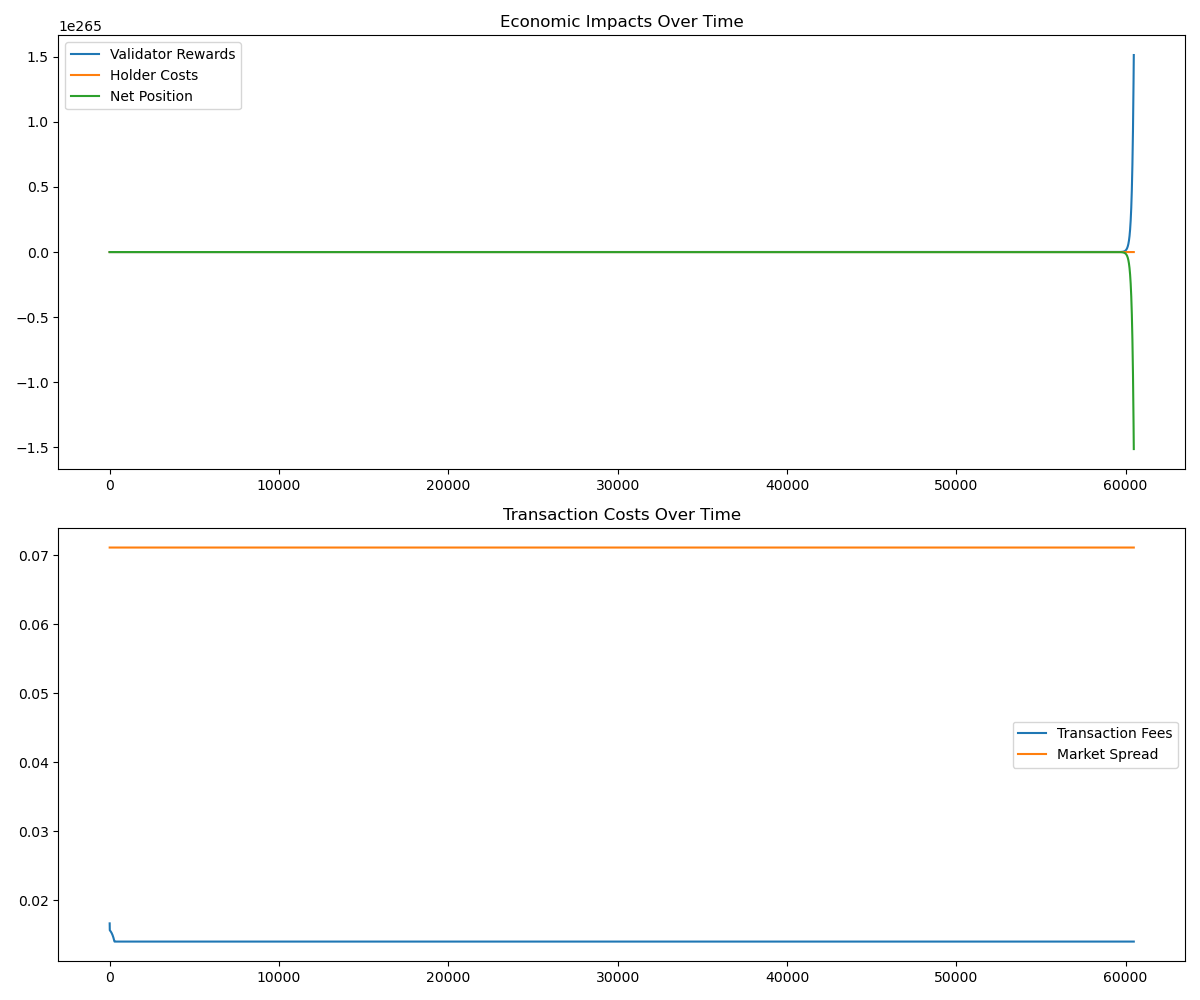 Economic Impacts Over Time
1e265
Validator Rewards
Holder Costs
Net Position
1.5
1.0
0.5
0.0
−0.5
−1.0
−1.5
0 10000 20000 30000 40000 50000 60000
Transaction Costs Over Time
0.07
0.06
0.05
0.04
0.03
0.02
Transaction Fees
Market Spread
0 10000 20000 30000 40000 50000 60000